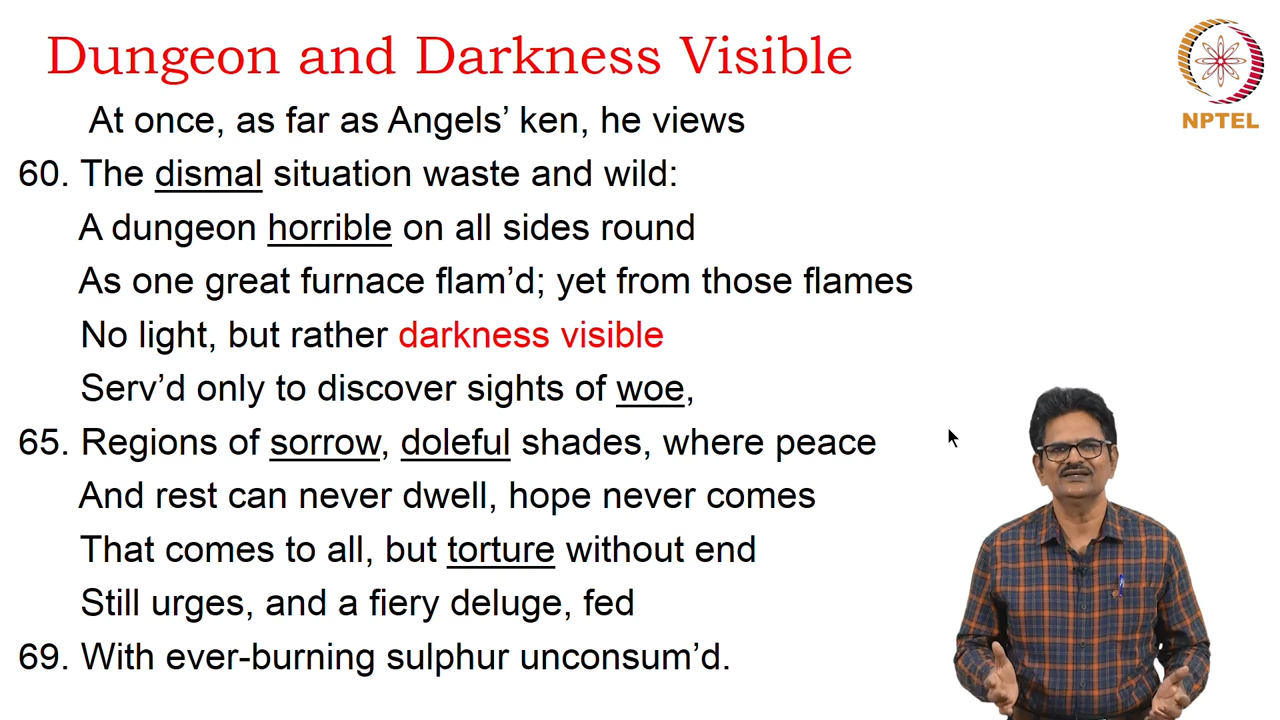 Dungeon and Darkness Visible
NPTEL
At once, as far as Angels’ ken, he views
60. The dismal situation waste and wild:
A dungeon horrible on all sides round
As one great furnace flam’d; yet from those flames
No light, but rather darkness visible
Serv’d only to discover sights of woe,
65. Regions of sorrow, doleful shades, where peace
And rest can never dwell, hope never comes
That comes to all, but torture without end
Still urges, and a fiery deluge, fed
69. With ever-burning sulphur unconsum’d.